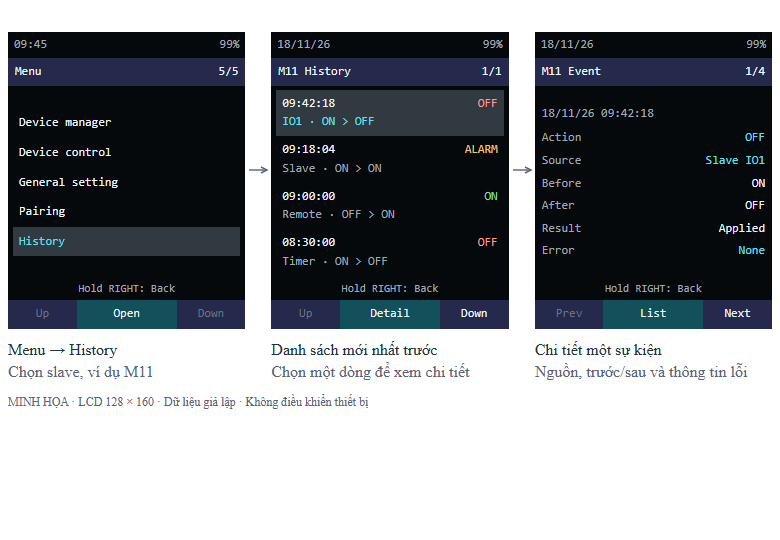 09:45 99%
Menu 5/5
Device manager
Device control
General setting
Pairing
History
Hold RIGHT: Back
Up Open Down
Menu → History
Chọn slave, ví dụ M11
18/11/26 99%
M11 History 1/1
09:42:18 OFF
IO1 · ON > OFF
09:18:04 ALARM
Slave · ON > ON
09:00:00 ON
Remote · OFF > ON
08:30:00 OFF
Timer · ON > OFF
Hold RIGHT: Back
Up Detail Down
Danh sách mới nhất trước
Chọn một dòng để xem chi tiết
18/11/26 99%
M11 Event 1/4
18/11/26 09:42:18
Action OFF
Source Slave IO1
Before ON
After OFF
Result Applied
Error None
Hold RIGHT: Back
Prev List Next
Chi tiết một sự kiện
Nguồn, trước/sau và thông tin lỗi
MINH HỌA · LCD 128 × 160 · Dữ liệu giả lập · Không điều khiển thiết bị